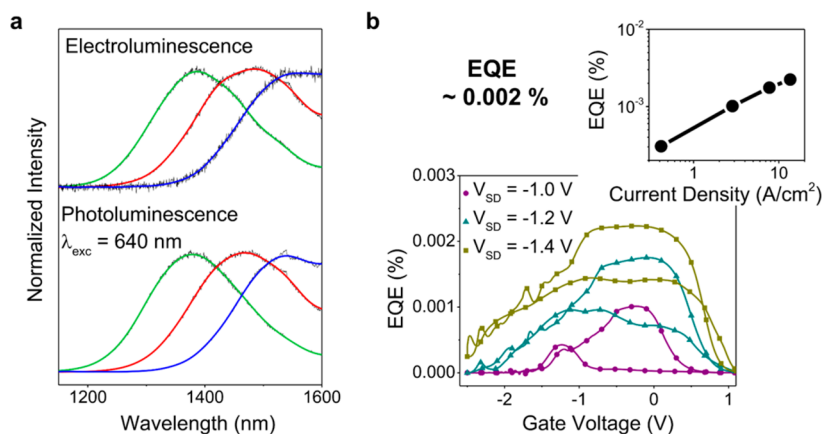 a
Electroluminescence
Photoluminescence
λexc = 640 nm
Normalized Intensity
1200 1400 1600
Wavelength (nm)
b
EQE
~ 0.002 %
10-2
10-3
EQE (%)
1 10
Current Density (A/cm2)
0.003
0.002
0.001
0.000
EQE (%)
VSD = -1.0 V
VSD = -1.2 V
VSD = -1.4 V
-2 -1 0 1
Gate Voltage (V)